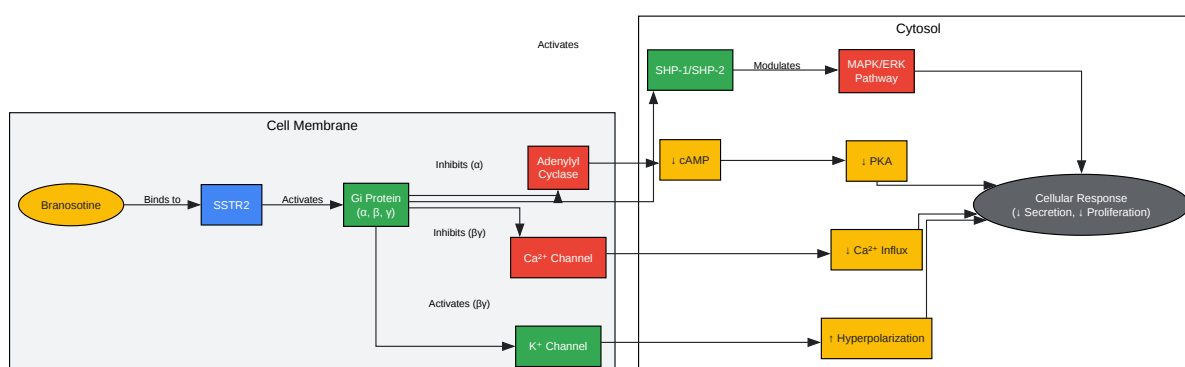 Cytosol
Activates
SHP-1/SHP-2
Modulates
MAPK/ERK
Pathway
Cell Membrane
Inhibits (α)
Adenylyl
Cyclase
↓ cAMP
↓ PKA
Branosotine
Binds to
SSTR2
Activates
Gi Protein
(α, β, γ)
Cellular Response
(↓ Secretion, ↓ Proliferation)
Inhibits (βγ)
Ca²⁺ Channel
↓ Ca²⁺ Influx
Activates (βγ)
K⁺ Channel
↑ Hyperpolarization